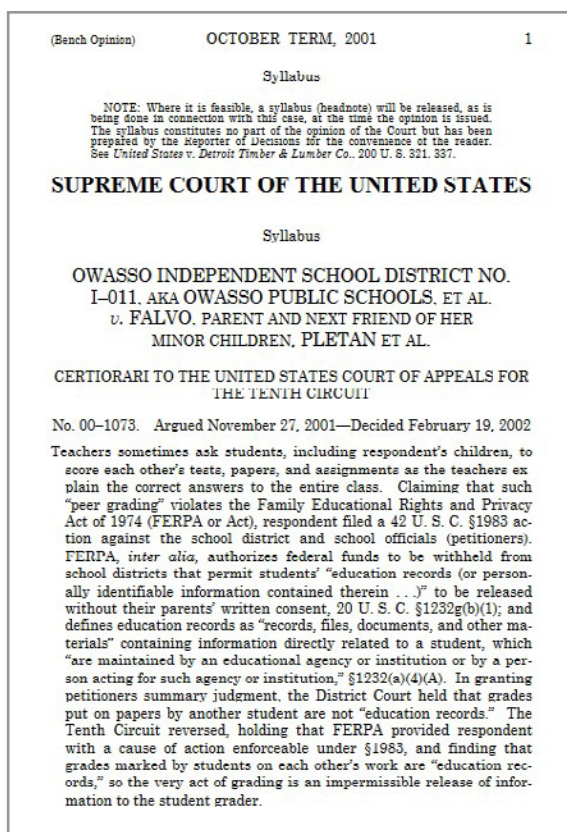 (Bench Opinion) OCTOBER TERM, 2001 1
Syllabus
NOTE: Where it is feasible, a syllabus (headnote) will be released, as is
being done in connection with this case, at the time the opinion is issued.
The syllabus constitutes no part of the opinion of the Court but has been
prepared by the Reporter of Decisions for the convenience of the reader.
See United States v. Detroit Timber & Lumber Co., 200 U. S. 321, 337.
SUPREME COURT OF THE UNITED STATES
Syllabus
OWASSO INDEPENDENT SCHOOL DISTRICT NO.
I–011, AKA OWASSO PUBLIC SCHOOLS, ET AL.
v. FALVO, PARENT AND NEXT FRIEND OF HER
MINOR CHILDREN, PLETAN ET AL.
CERTIORARI TO THE UNITED STATES COURT OF APPEALS FOR
THE TENTH CIRCUIT
No. 00–1073. Argued November 27, 2001—Decided February 19, 2002
Teachers sometimes ask students, including respondent's children, to
score each other's tests, papers, and assignments as the teachers ex
plain the correct answers to the entire class. Claiming that such
"peer grading" violates the Family Educational Rights and Privacy
Act of 1974 (FERPA or Act), respondent filed a 42 U. S. C. §1983 ac-
tion against the school district and school officials (petitioners).
FERPA, inter alia, authorizes federal funds to be withheld from
school districts that permit students' "education records (or person-
ally identifiable information contained therein . . .)" to be released
without their parents' written consent, 20 U. S. C. §1232g(b)(1); and
defines education records as "records, files, documents, and other ma-
terials" containing information directly related to a student, which
"are maintained by an educational agency or institution or by a per-
son acting for such agency or institution," §1232(a)(4)(A). In granting
petitioners summary judgment, the District Court held that grades
put on papers by another student are not "education records." The
Tenth Circuit reversed, holding that FERPA provided respondent
with a cause of action enforceable under §1983, and finding that
grades marked by students on each other's work are "education rec-
ords," so the very act of grading is an impermissible release of infor-
mation to the student grader.